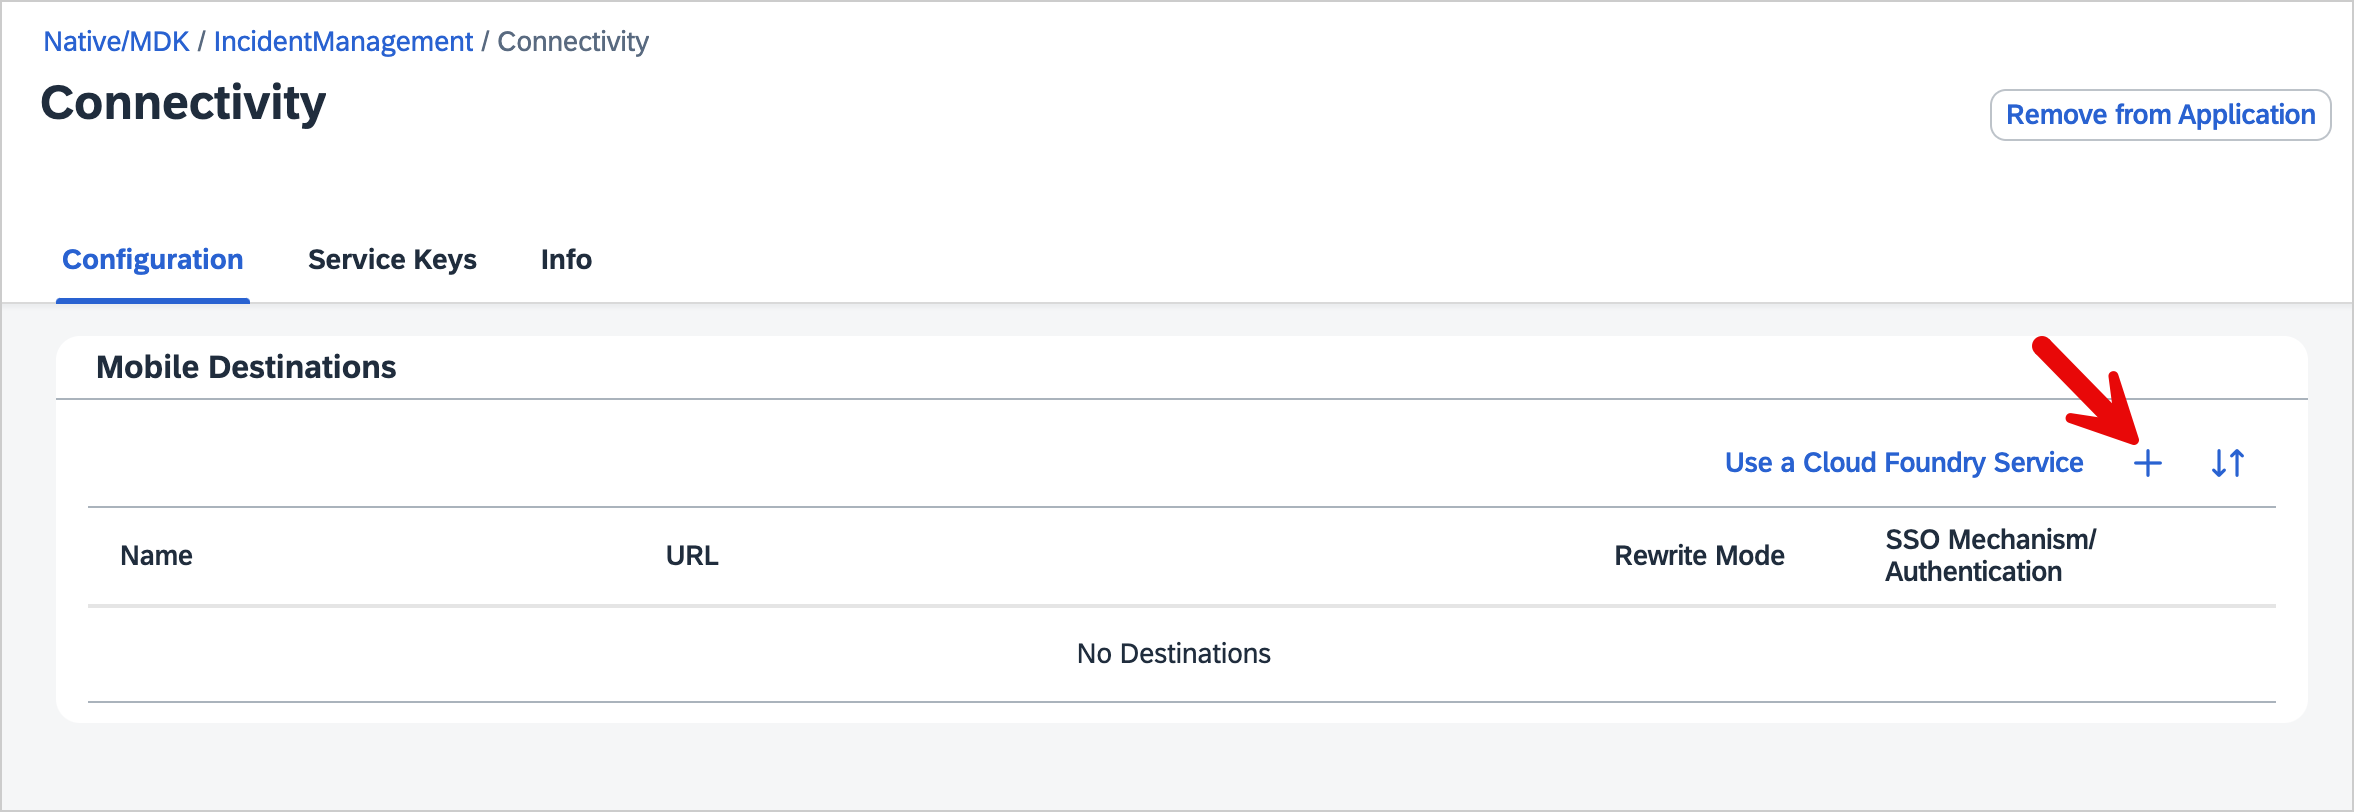 Native/MDK / IncidentManagement / Connectivity
Connectivity
Remove from Application
Configuration Service Keys Info
Mobile Destinations
Use a Cloud Foundry Service
Name URL Rewrite Mode SSO Mechanism/
Authentication
No Destinations